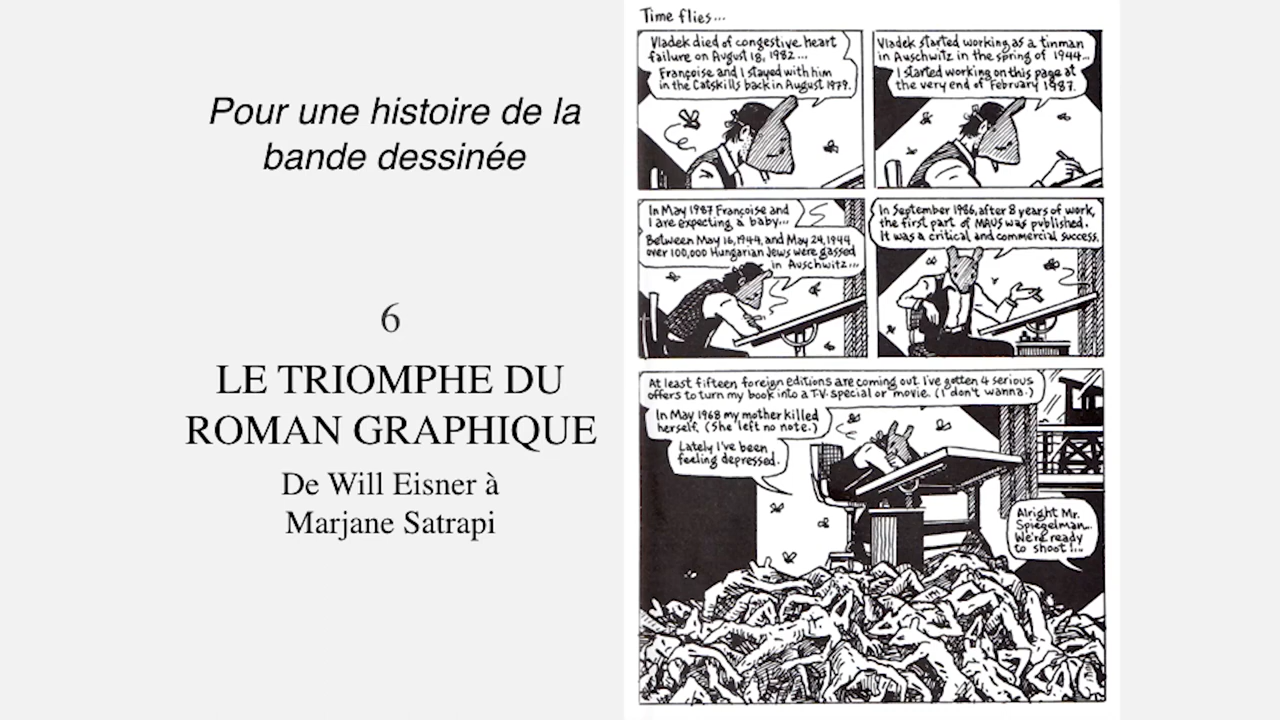 Pour une histoire de la
bande dessinée
6
LE TRIOMPHE DU
ROMAN GRAPHIQUE
De Will Eisner à
Marjane Satrapi
Time flies...
Vladek died of congestive heart
failure on August 18, 1982...
Françoise and I stayed with him
in the Catskills back in August 1979.
Vladek started working as a tinman
in Auschwitz in the spring of 1944...
I started working on this page at
the very end of February 1987.
In May 1987 Françoise and
I are expecting a baby...
Between May 16, 1944, and May 24, 1944
over 100,000 Hungarian Jews were gassed
in Auschwitz...
In September 1986, after 8 years of work,
the first part of MAUS was published.
It was a critical and commercial success.
At least fifteen foreign editions are coming out. I've gotten 4 serious
offers to turn my book into a T.V. special or movie. (I don't wanna.)
In May 1968 my mother killed
herself. (She left no note.)
Lately I've been
feeling depressed.
Alright Mr.
Spiegelman...
We're ready
to shoot!...